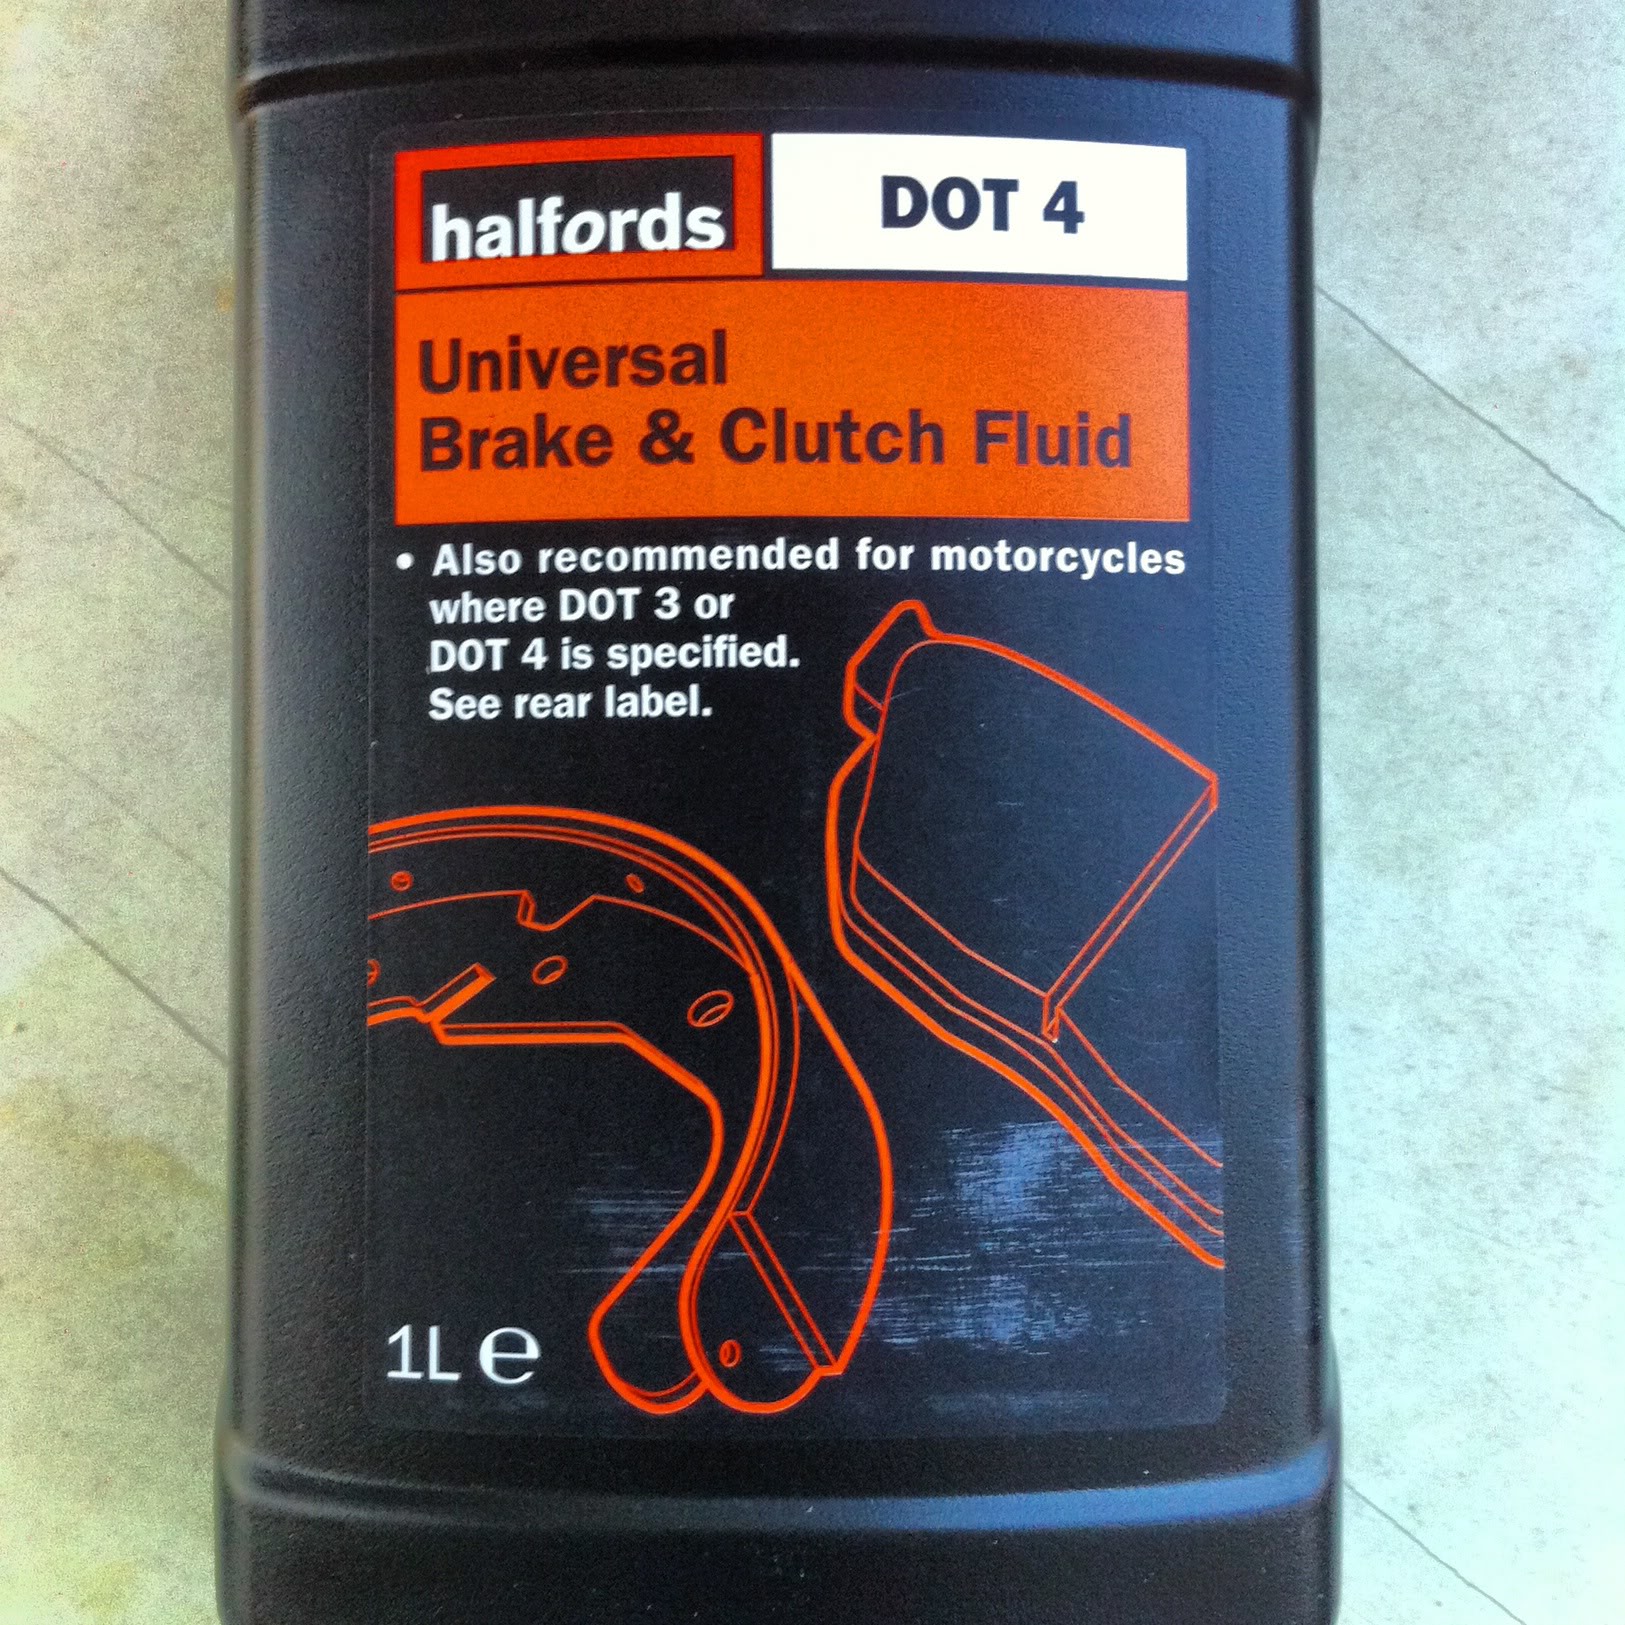 halfords
DOT 4
Universal
Brake & Clutch Fluid
• Also recommended for motorcycles
where DOT 3 or
DOT 4 is specified.
See rear label.
1L ℮